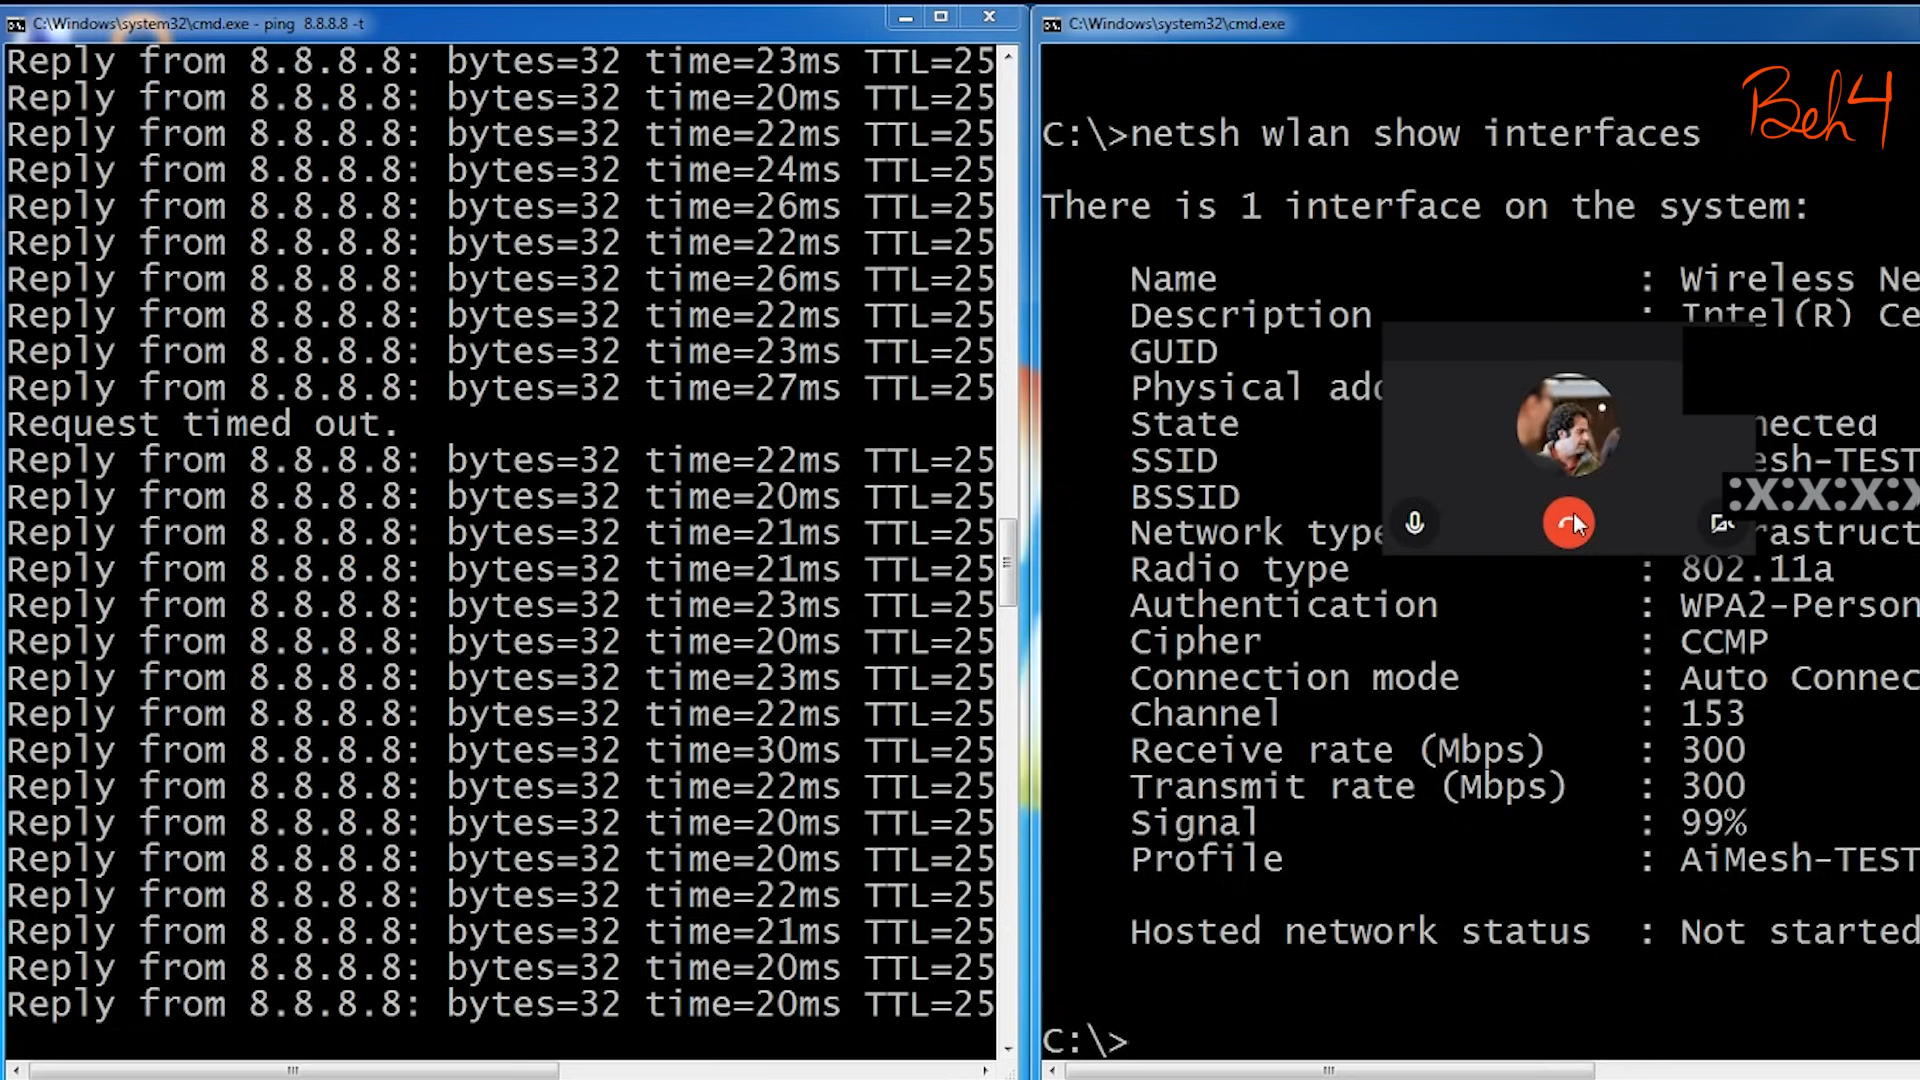 C:\Windows\system32\cmd.exe - ping 8.8.8.8 -t
Reply from 8.8.8.8: bytes=32 time=23ms TTL=25
Reply from 8.8.8.8: bytes=32 time=20ms TTL=25
Reply from 8.8.8.8: bytes=32 time=22ms TTL=25
Reply from 8.8.8.8: bytes=32 time=24ms TTL=25
Reply from 8.8.8.8: bytes=32 time=26ms TTL=25
Reply from 8.8.8.8: bytes=32 time=22ms TTL=25
Reply from 8.8.8.8: bytes=32 time=26ms TTL=25
Reply from 8.8.8.8: bytes=32 time=22ms TTL=25
Reply from 8.8.8.8: bytes=32 time=23ms TTL=25
Reply from 8.8.8.8: bytes=32 time=27ms TTL=25
Request timed out.
Reply from 8.8.8.8: bytes=32 time=22ms TTL=25
Reply from 8.8.8.8: bytes=32 time=20ms TTL=25
Reply from 8.8.8.8: bytes=32 time=21ms TTL=25
Reply from 8.8.8.8: bytes=32 time=21ms TTL=25
Reply from 8.8.8.8: bytes=32 time=23ms TTL=25
Reply from 8.8.8.8: bytes=32 time=20ms TTL=25
Reply from 8.8.8.8: bytes=32 time=23ms TTL=25
Reply from 8.8.8.8: bytes=32 time=22ms TTL=25
Reply from 8.8.8.8: bytes=32 time=30ms TTL=25
Reply from 8.8.8.8: bytes=32 time=22ms TTL=25
Reply from 8.8.8.8: bytes=32 time=20ms TTL=25
Reply from 8.8.8.8: bytes=32 time=20ms TTL=25
Reply from 8.8.8.8: bytes=32 time=22ms TTL=25
Reply from 8.8.8.8: bytes=32 time=21ms TTL=25
Reply from 8.8.8.8: bytes=32 time=20ms TTL=25
Reply from 8.8.8.8: bytes=32 time=20ms TTL=25
C:\Windows\system32\cmd.exe
Beh4
C:\>netsh wlan show interfaces
There is 1 interface on the system:
Name : Wireless Ne
Description : Intel(R) Ce
GUID
Physical add
State nected
SSID esh-TEST
BSSID :x:x:x:x
Network type rastruct
Radio type : 802.11a
Authentication : WPA2-Person
Cipher : CCMP
Connection mode : Auto Connec
Channel : 153
Receive rate (Mbps) : 300
Transmit rate (Mbps) : 300
Signal : 99%
Profile : AiMesh-TEST
Hosted network status : Not started
C:\>